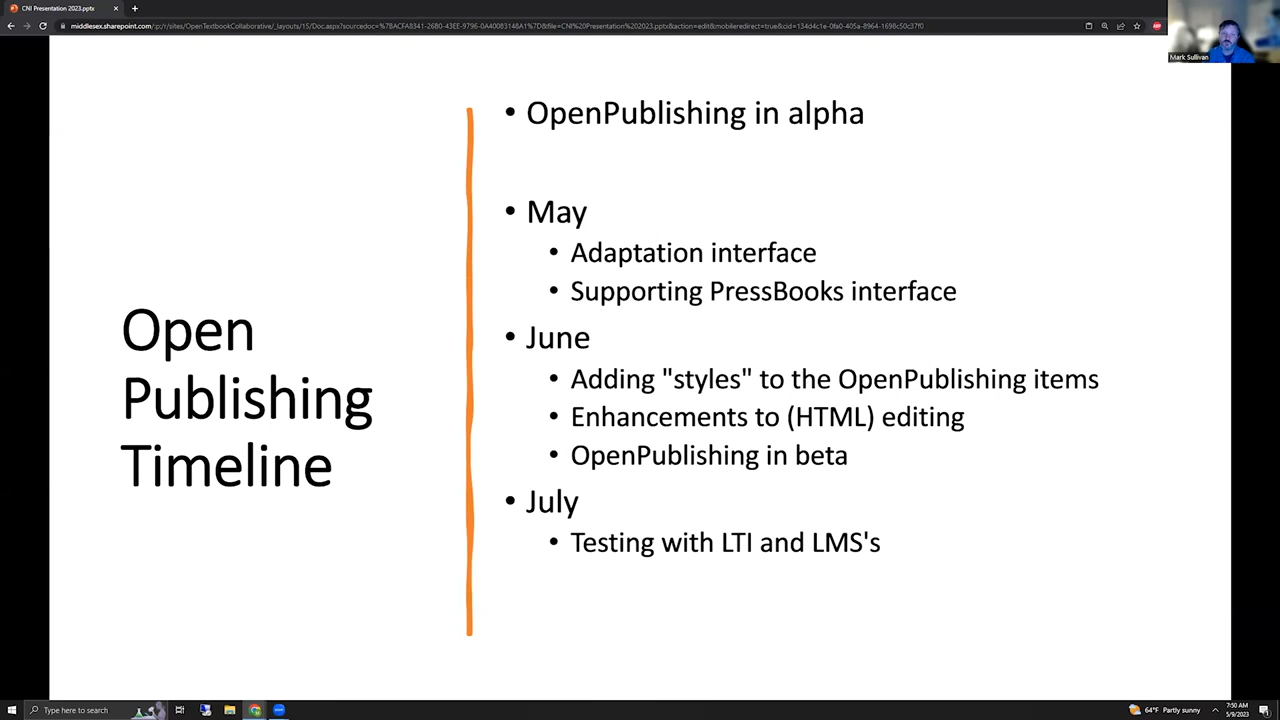 CNI Presentation 2023.pptx
middlesex.sharepoint.com/:p:/r/sites/OpenTextbookCollaborative/_layouts/15/Doc.aspx?sourcedoc=%7BACFA8341-2680-43EE-9796-0A40083148A1%7D&file=CNI%20Presentation%202023.pptx&action=edit&mobileredirect=true&cid=134d4c1e-0fa0-405a-8964-1698c50c37f0
Mark Sullivan
Open
Publishing
Timeline
• OpenPublishing in alpha
• May
• Adaptation interface
• Supporting PressBooks interface
• June
• Adding "styles" to the OpenPublishing items
• Enhancements to (HTML) editing
• OpenPublishing in beta
• July
• Testing with LTI and LMS's
Type here to search
64°F Partly sunny
7:50 AM
5/9/2023